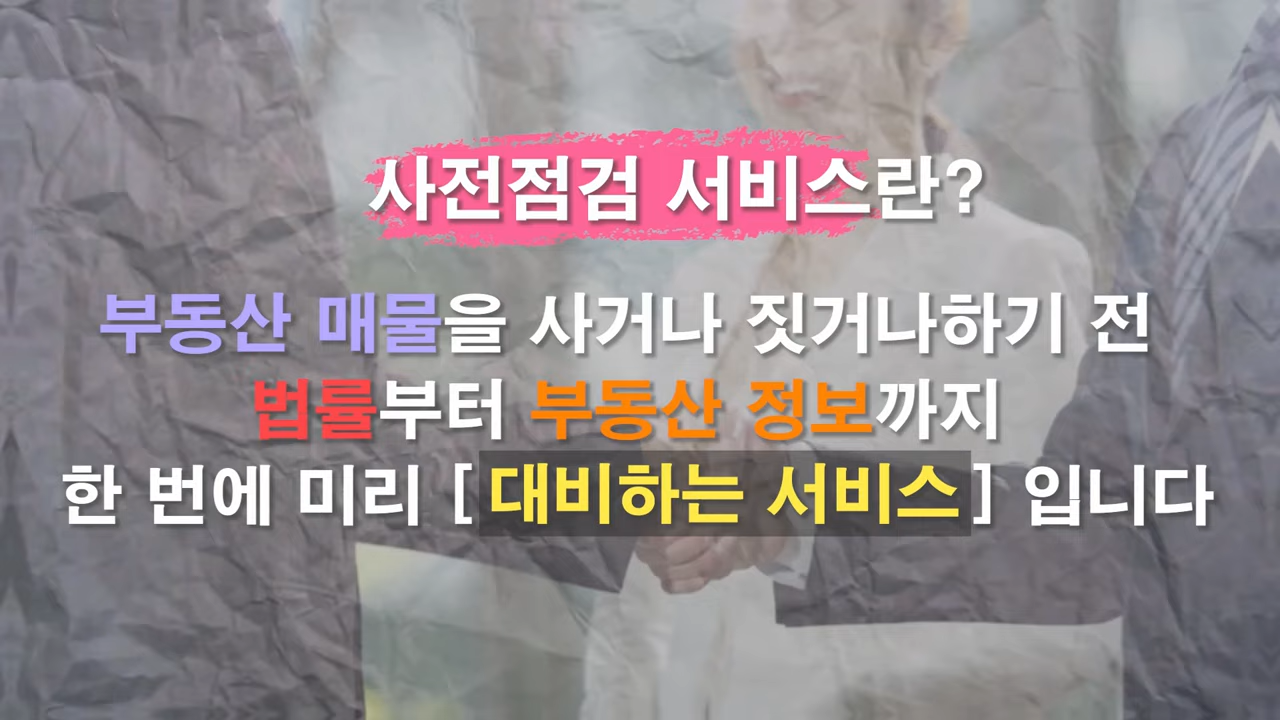 사전점검 서비스란?
부동산 매물을 사거나 짓거나하기 전
법률부터 부동산 정보까지
한 번에 미리 [ 대비하는 서비스 ] 입니다